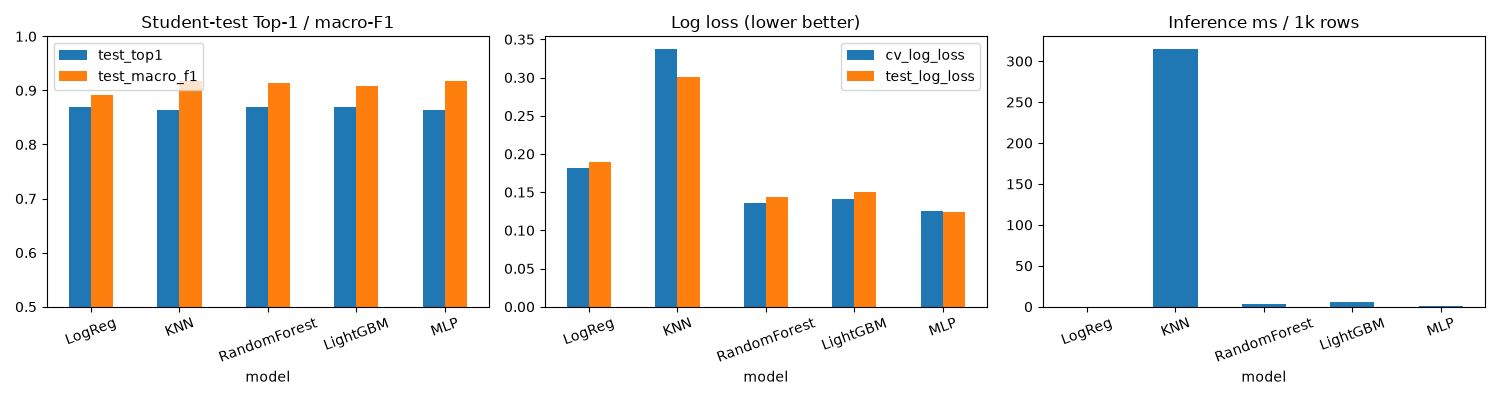 Student-test Top-1 / macro-F1
1.0
0.9
0.8
0.7
0.6
0.5
test_top1
test_macro_f1
LogReg
KNN
RandomForest
LightGBM
MLP
model
Log loss (lower better)
0.35
0.30
0.25
0.20
0.15
0.10
0.05
0.00
cv_log_loss
test_log_loss
LogReg
KNN
RandomForest
LightGBM
MLP
model
Inference ms / 1k rows
300
250
200
150
100
50
0
LogReg
KNN
RandomForest
LightGBM
MLP
model